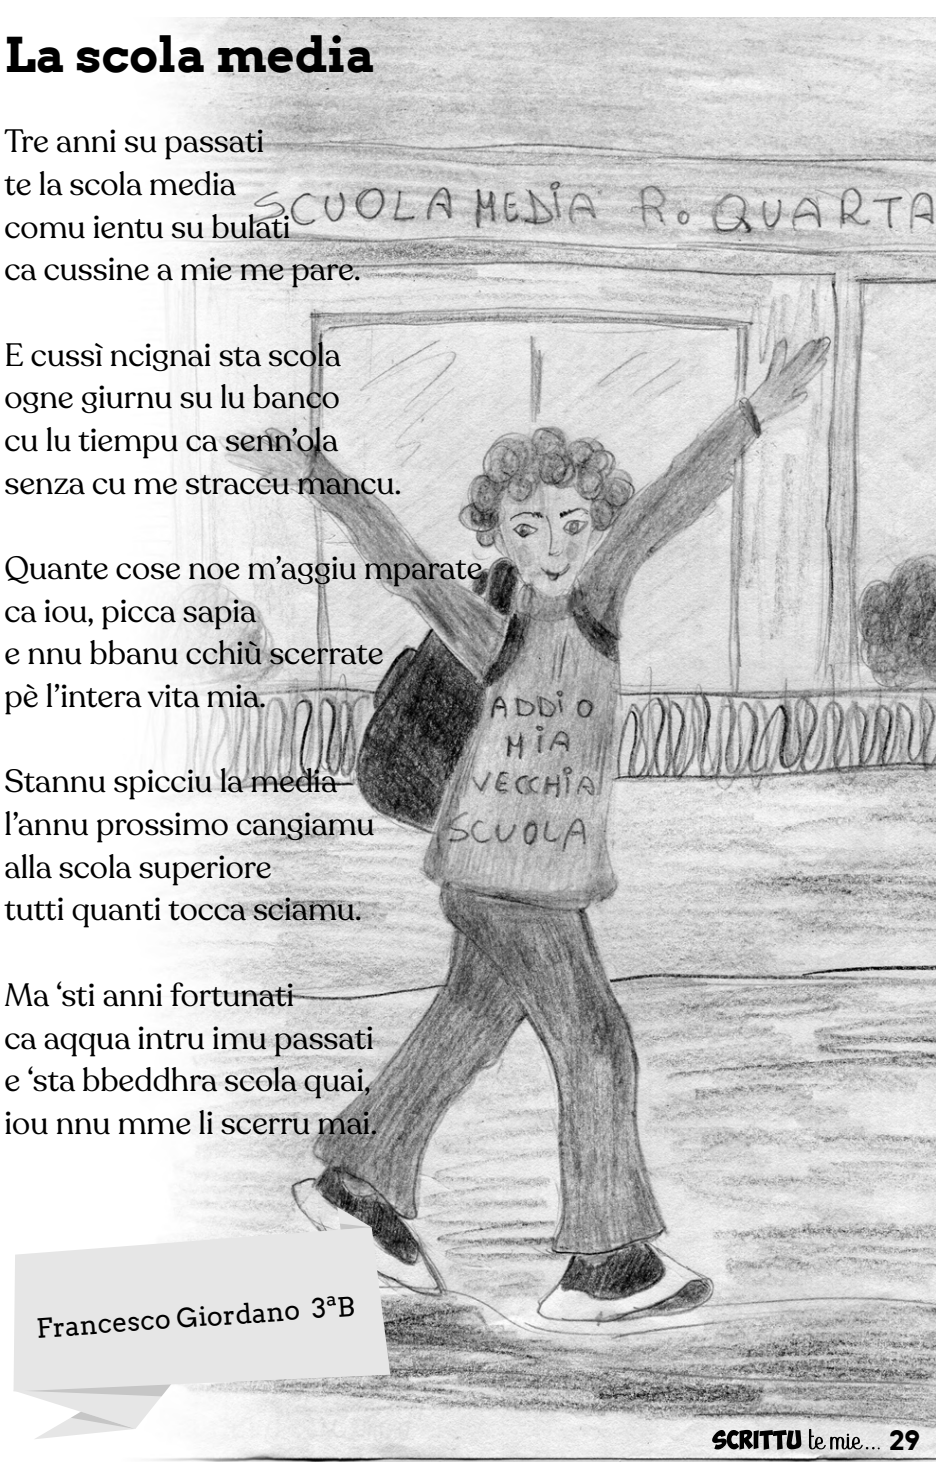 La scola media
Tre anni su passati
te la scola media
comu ientu su bulati
ca cussine a mie me pare.
E cussì ncignai sta scola
ogne giurnu su lu banco
cu lu tiempu ca senn’ola
senza cu me straccu mancu.
Quante cose noe m’aggiu mparate
ca iou, picca sapia
e nnu bbanu cchiù scerrate
pè l’intera vita mia.
Stannu spicciu la media
l’annu prossimo cangiamu
alla scola superiore
tutti quanti tocca sciamu.
Ma ‘sti anni fortunati
ca aqqua intru imu passati
e ‘sta bbeddhra scola quai,
iou nnu mme li scerru mai.
SCUOLA MEDIA R. QUARTA
ADDIO
MIA
VECCHIA
SCUOLA
Francesco Giordano 3ªB
SCRITTU te mie... 29